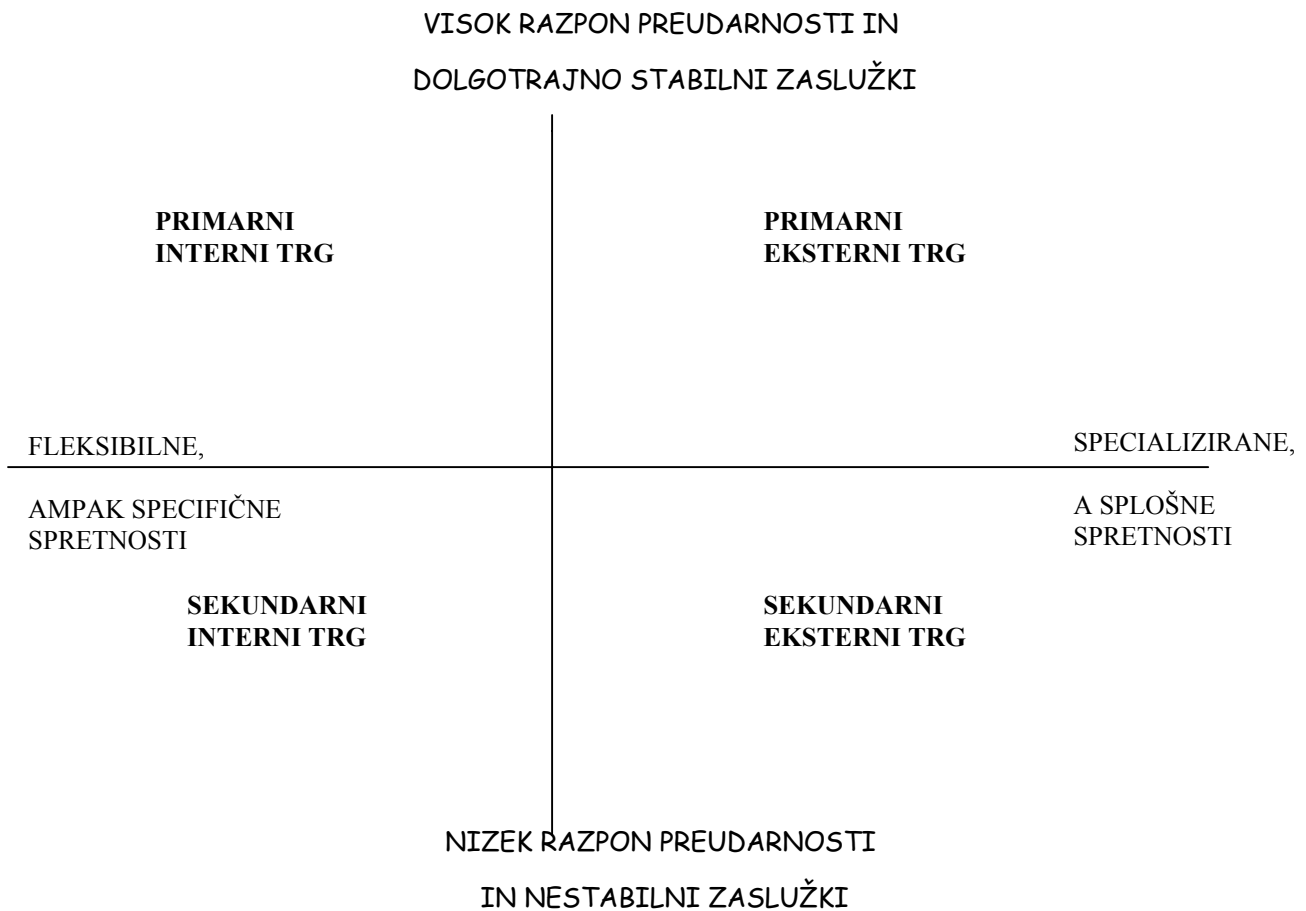 VISOK RAZPON PREUDARNOSTI IN
DOLGOTRAJNO STABILNI ZASLUŽKI
PRIMARNI
INTERNI TRG
PRIMARNI
EKSTERNI TRG
FLEKSIBILNE,
AMPAK SPECIFIČNE
SPRETNOSTI
SPECIALIZIRANE,
A SPLOŠNE
SPRETNOSTI
SEKUNDARNI
INTERNI TRG
SEKUNDARNI
EKSTERNI TRG
NIZEK RAZPON PREUDARNOSTI
IN NESTABILNI ZASLUŽKI